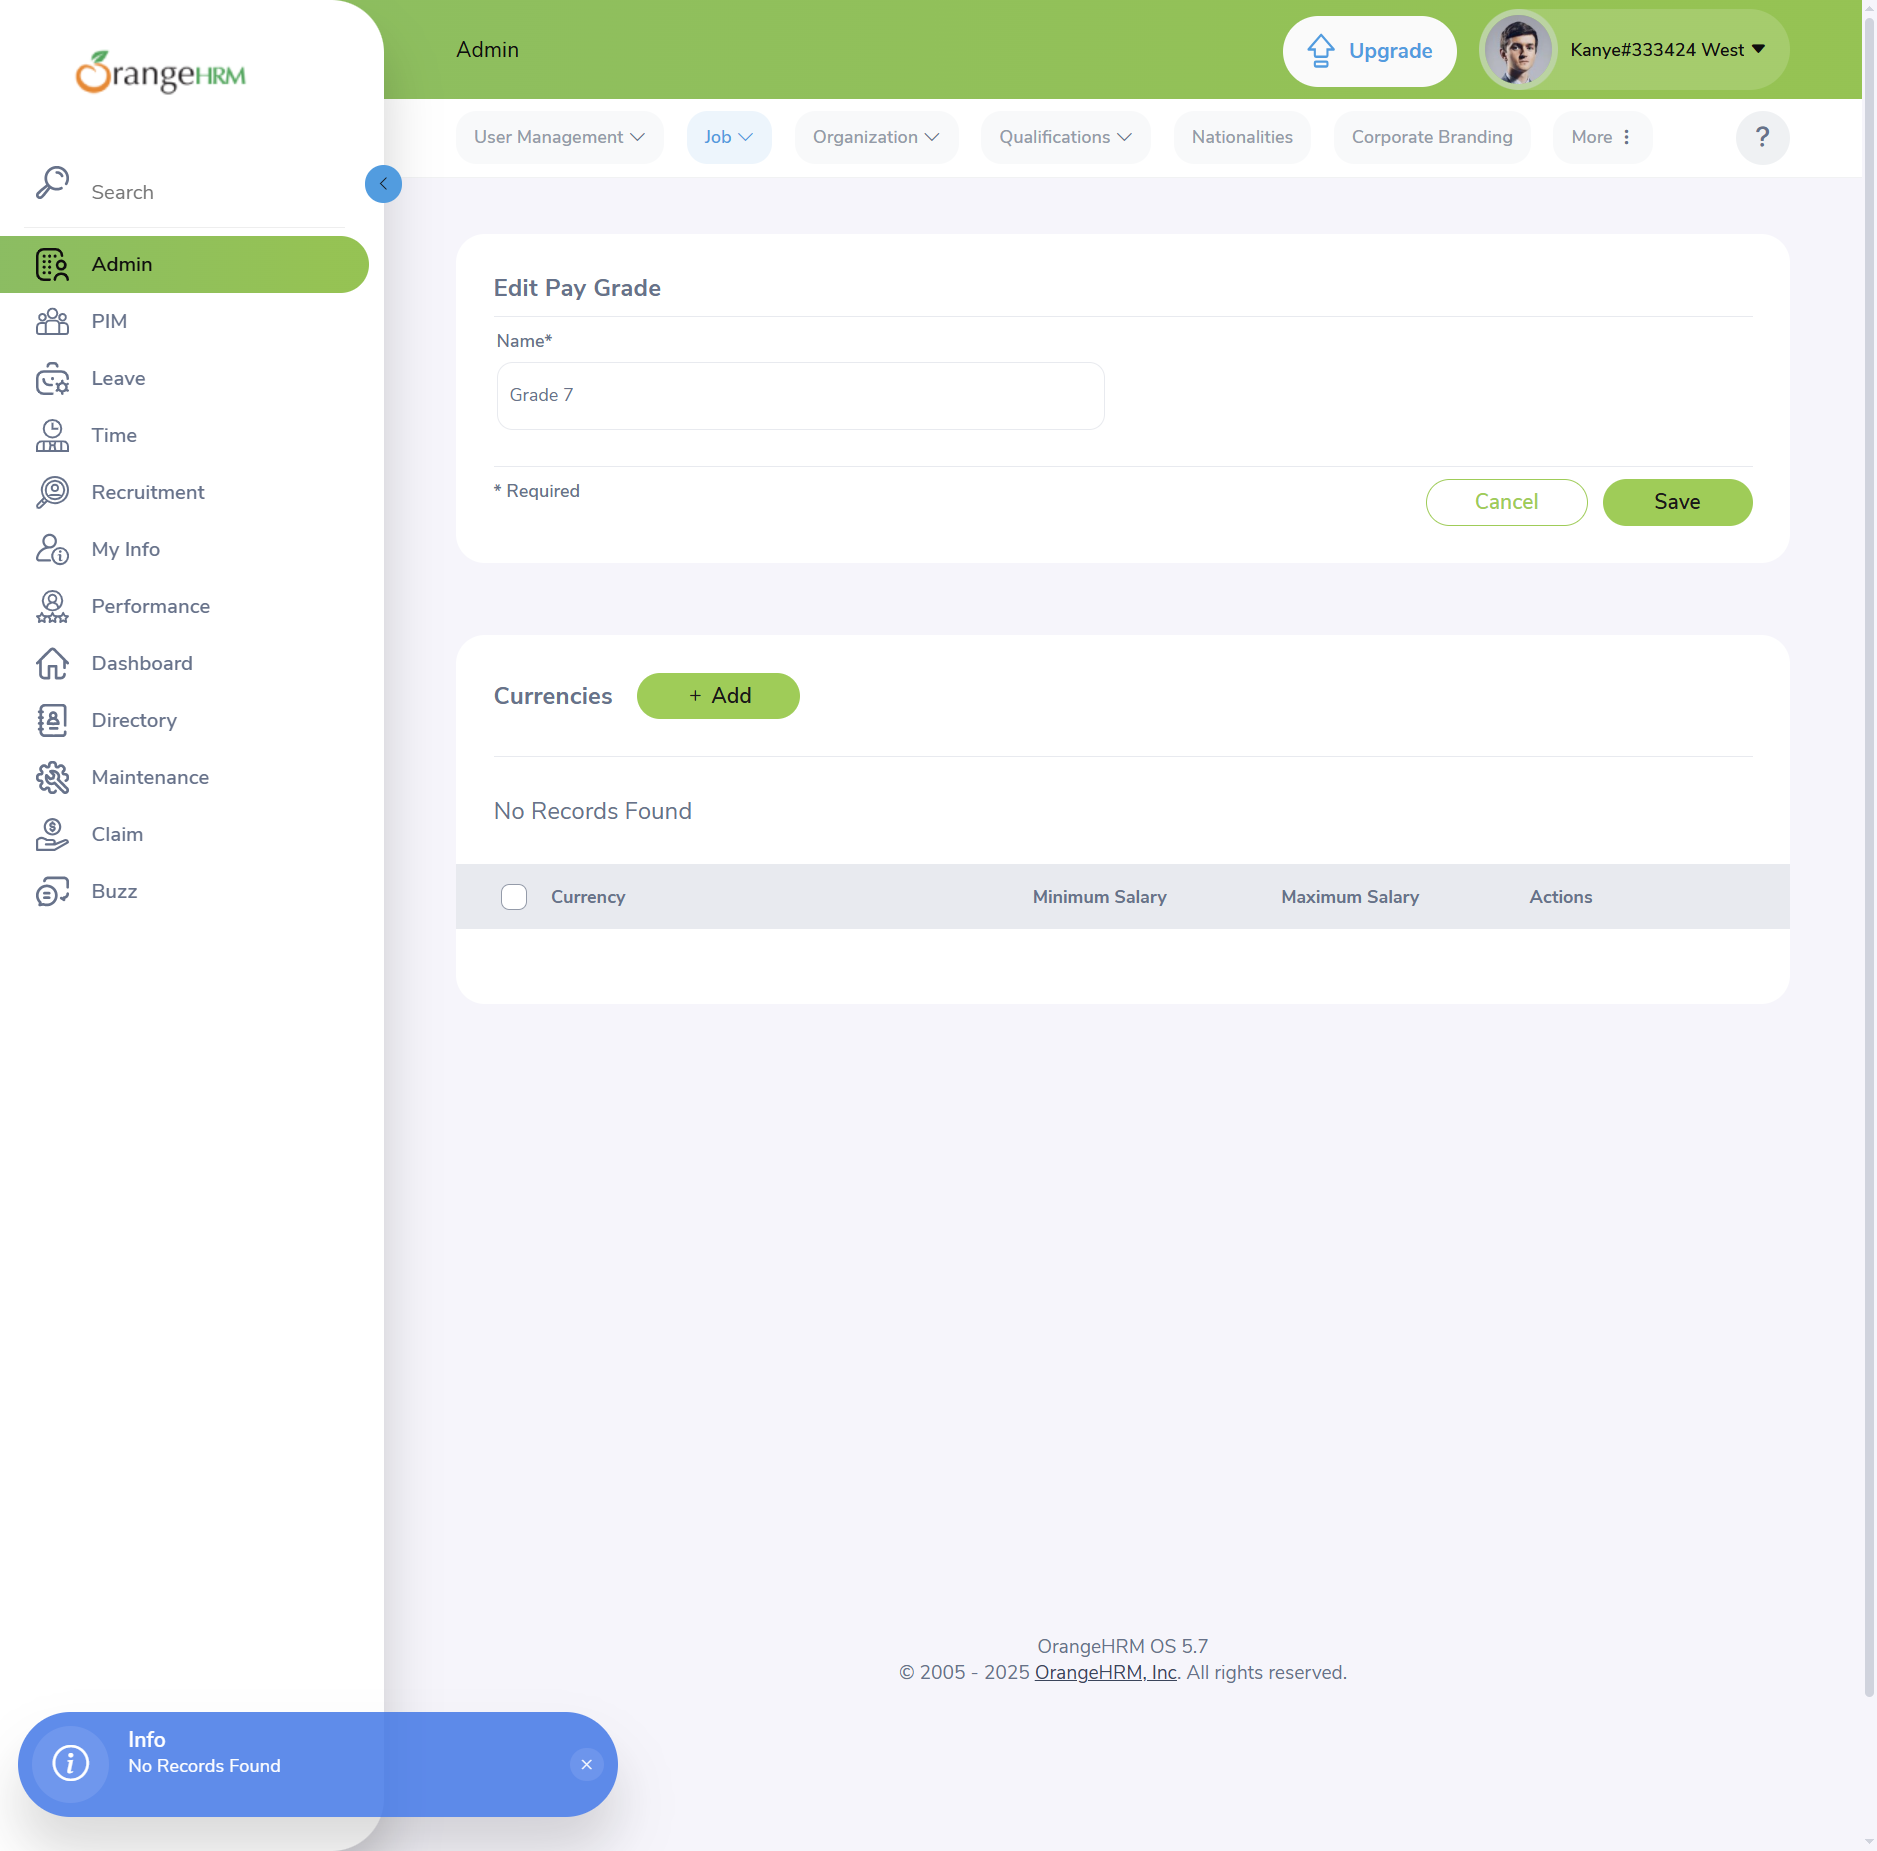 OrangeHRM
Admin
Upgrade
Kanye#333424 West
User Management
Job
Organization
Qualifications
Nationalities
Corporate Branding
More
?
Search
Admin
PIM
Leave
Time
Recruitment
My Info
Performance
Dashboard
Directory
Maintenance
Claim
Buzz
Edit Pay Grade
Name*
Grade 7
* Required
Cancel
Save
Currencies
+ Add
No Records Found
Currency Minimum Salary Maximum Salary Actions
OrangeHRM OS 5.7
© 2005 - 2025 OrangeHRM, Inc. All rights reserved.
Info
No Records Found